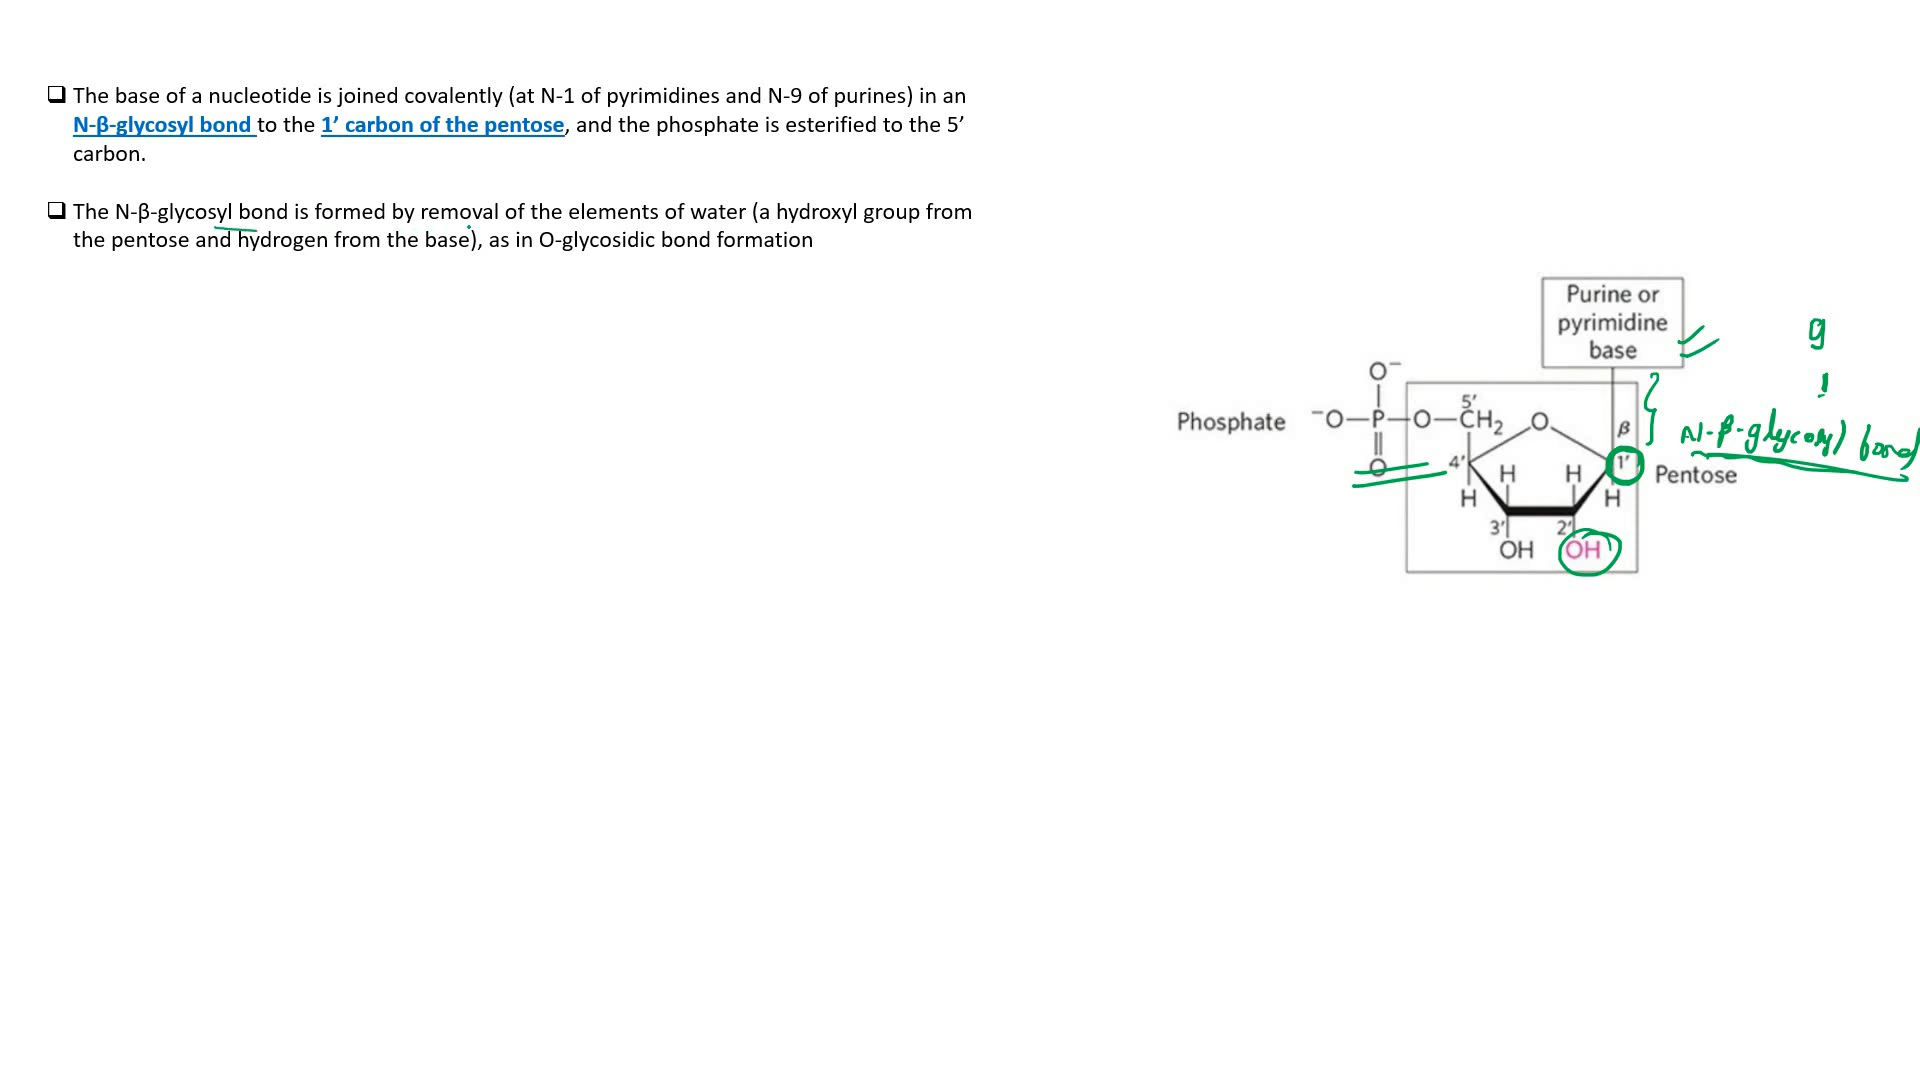 The base of a nucleotide is joined covalently (at N-1 of pyrimidines and N-9 of purines) in an
N-β-glycosyl bond to the 1′ carbon of the pentose, and the phosphate is esterified to the 5′
carbon.
The N-β-glycosyl bond is formed by removal of the elements of water (a hydroxyl group from
the pentose and hydrogen from the base), as in O-glycosidic bond formation
Purine or
pyrimidine
base
g
O⁻
Phosphate ⁻O—P—O—CH₂ O
5′
β
N-β-glycosyl bond
O
4′ H H 1′ Pentose
H H
3′ 2′
OH OH